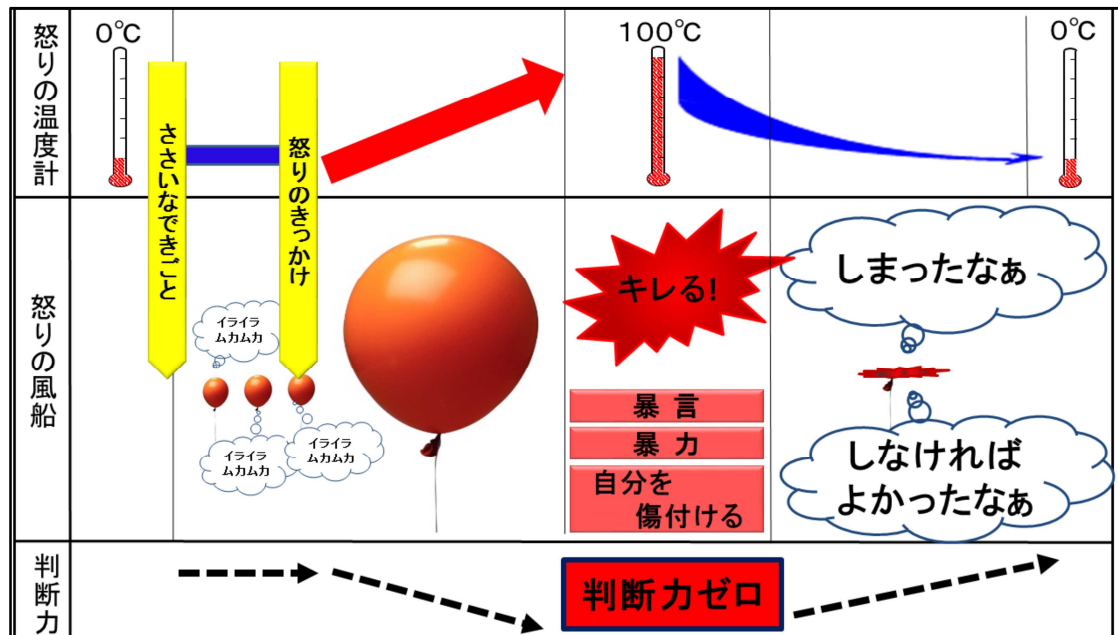 怒りの温度計
0℃
100℃
0℃
ささいなできごと
怒りのきっかけ
怒りの風船
イライラ
ムカムカ
イライラ
ムカムカ
イライラ
ムカムカ
キレる!
暴言
暴力
自分を
傷付ける
しまったなぁ
しなければ
よかったなぁ
判断力
判断力ゼロ